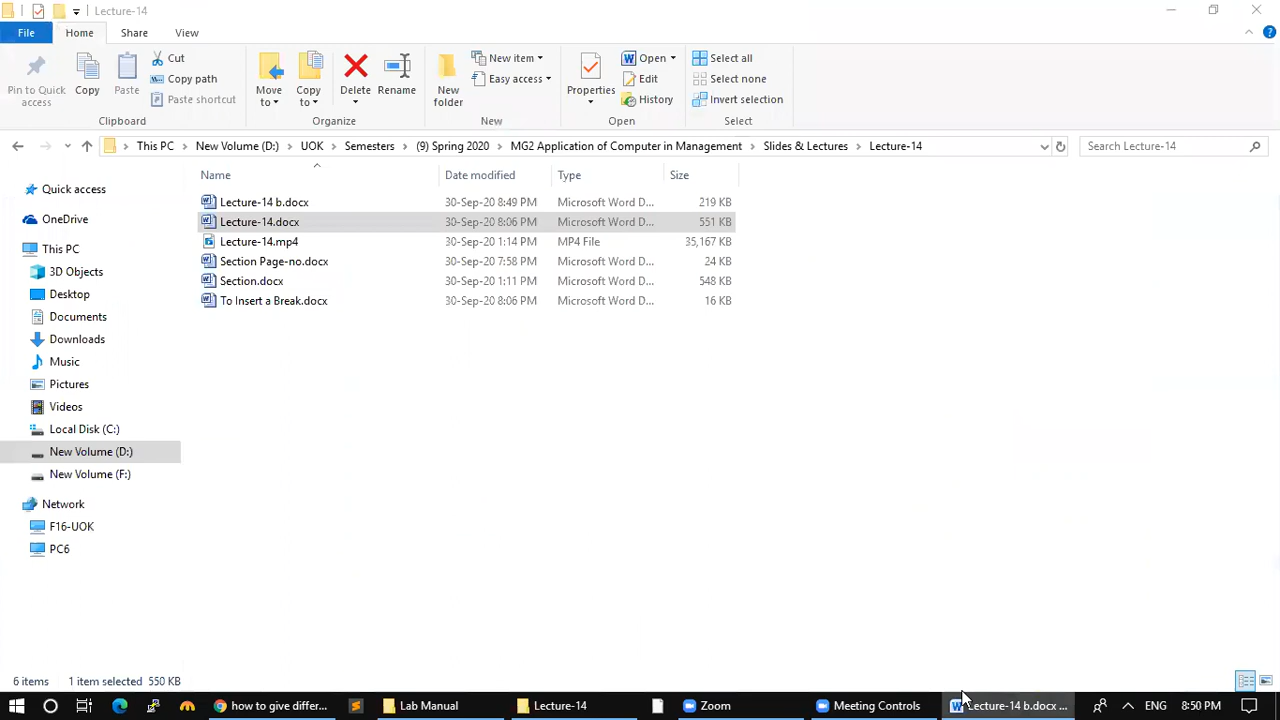 Lecture-14
File Home Share View
Cut
Copy path
Paste shortcut
Pin to Quick access
Copy
Paste
Clipboard
Move to
Copy to
Delete
Rename
Organize
New folder
New item
Easy access
New
Properties
Open
Edit
History
Open
Select all
Select none
Invert selection
Select
This PC New Volume (D:) UOK Semesters (9) Spring 2020 MG2 Application of Computer in Management Slides & Lectures Lecture-14
Search Lecture-14
Name Date modified Type Size
Lecture-14 b.docx 30-Sep-20 8:49 PM Microsoft Word D... 219 KB
Lecture-14.docx 30-Sep-20 8:06 PM Microsoft Word D... 551 KB
Lecture-14.mp4 30-Sep-20 1:14 PM MP4 File 35,167 KB
Section Page-no.docx 30-Sep-20 7:58 PM Microsoft Word D... 24 KB
Section.docx 30-Sep-20 1:11 PM Microsoft Word D... 548 KB
To Insert a Break.docx 30-Sep-20 8:06 PM Microsoft Word D... 16 KB
Quick access
OneDrive
This PC
3D Objects
Desktop
Documents
Downloads
Music
Pictures
Videos
Local Disk (C:)
New Volume (D:)
New Volume (F:)
Network
F16-UOK
PC6
6 items 1 item selected 550 KB
how to give differ... Lab Manual Lecture-14 Zoom Meeting Controls Lecture-14 b.docx ... ENG 8:50 PM